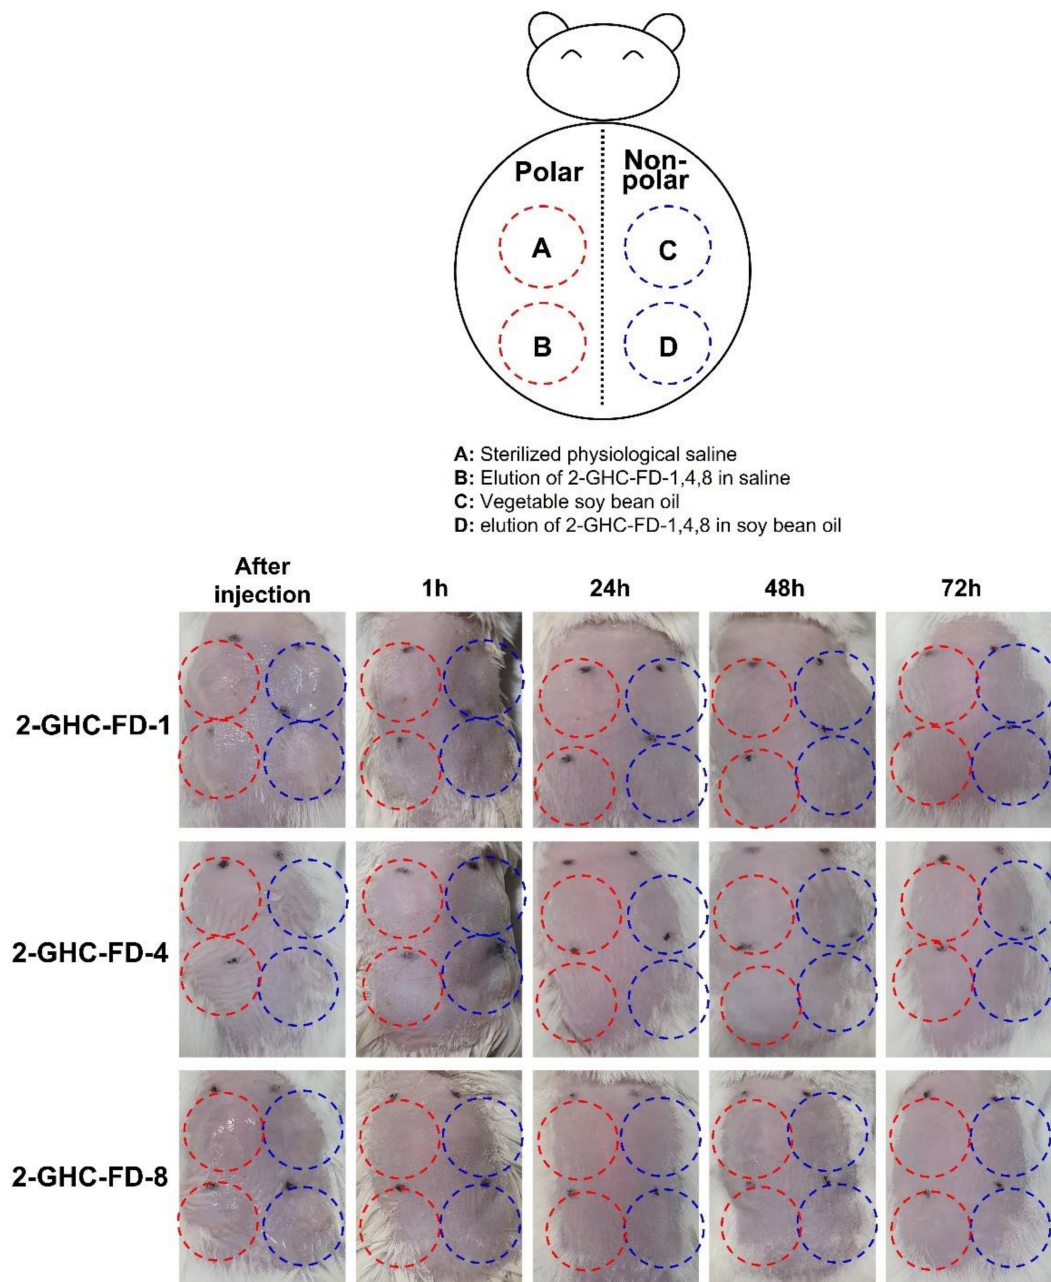 Polar
Non-
polar
A
C
B
D
A: Sterilized physiological saline
B: Elution of 2-GHC-FD-1,4,8 in saline
C: Vegetable soy bean oil
D: elution of 2-GHC-FD-1,4,8 in soy bean oil
After
injection
1h
24h
48h
72h
2-GHC-FD-1
2-GHC-FD-4
2-GHC-FD-8